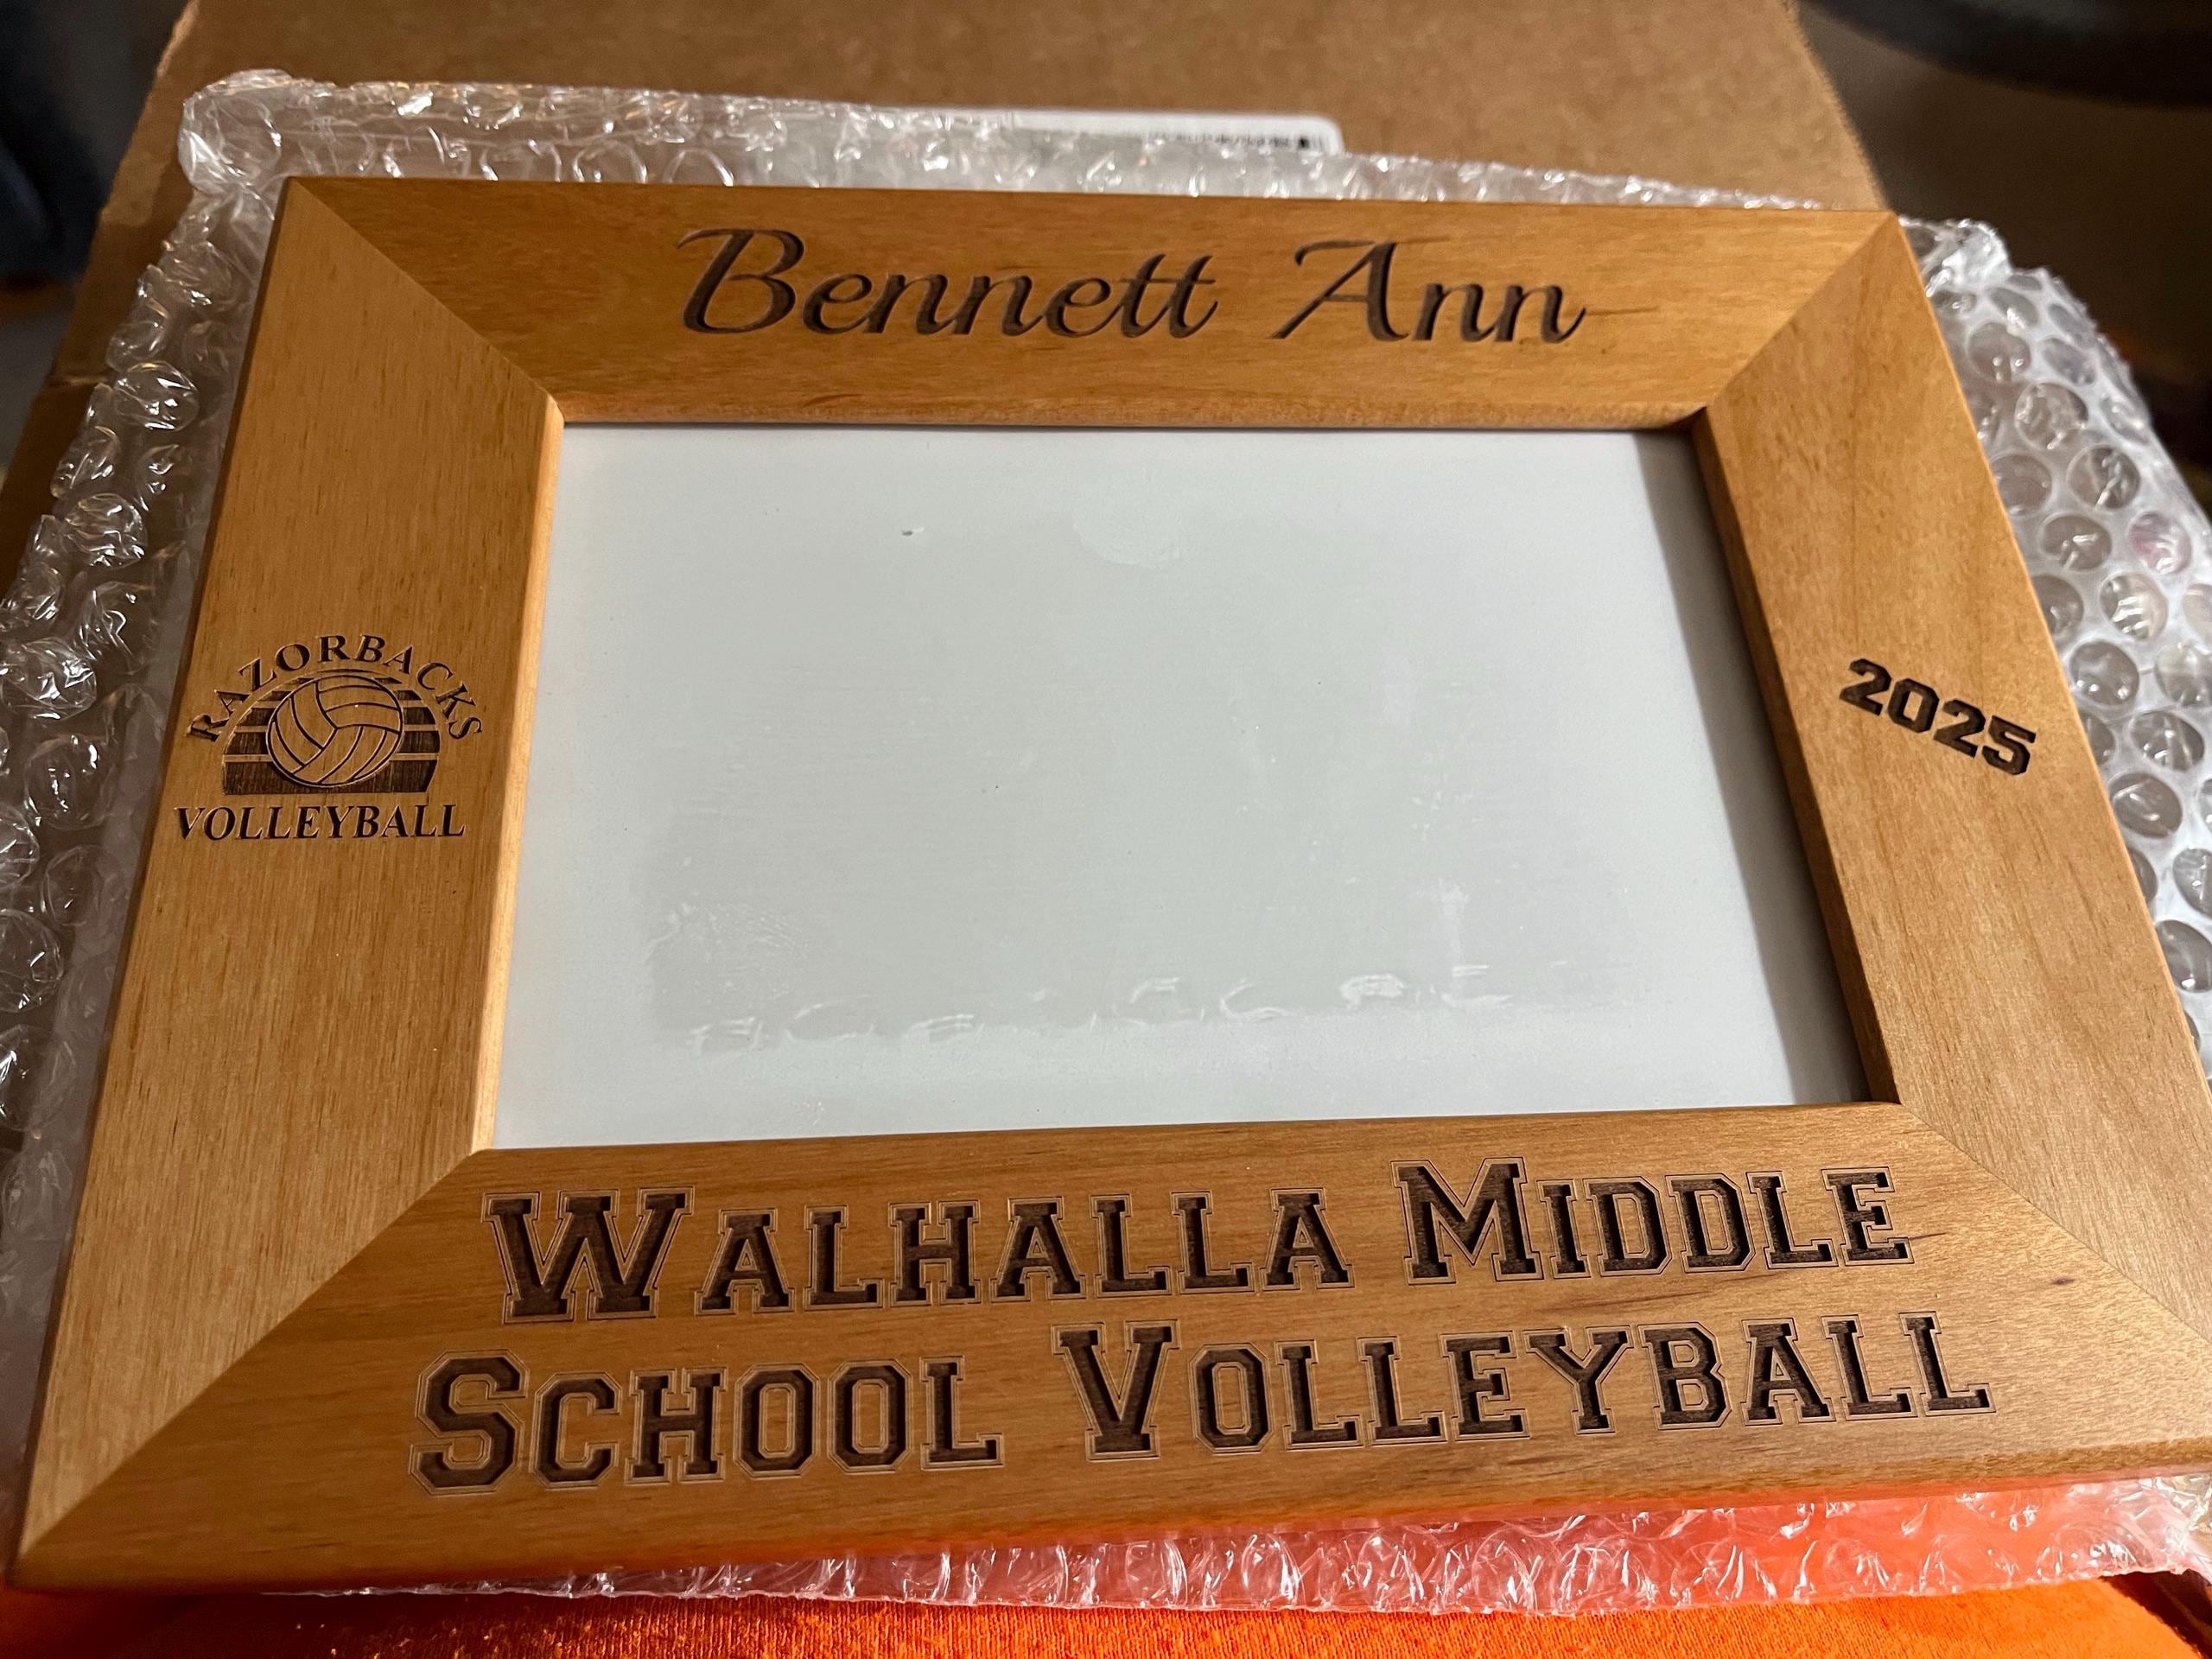 Bennett Ann
RAZORBACKS
VOLLEYBALL
2025
WALHALLA MIDDLE
SCHOOL VOLLEYBALL